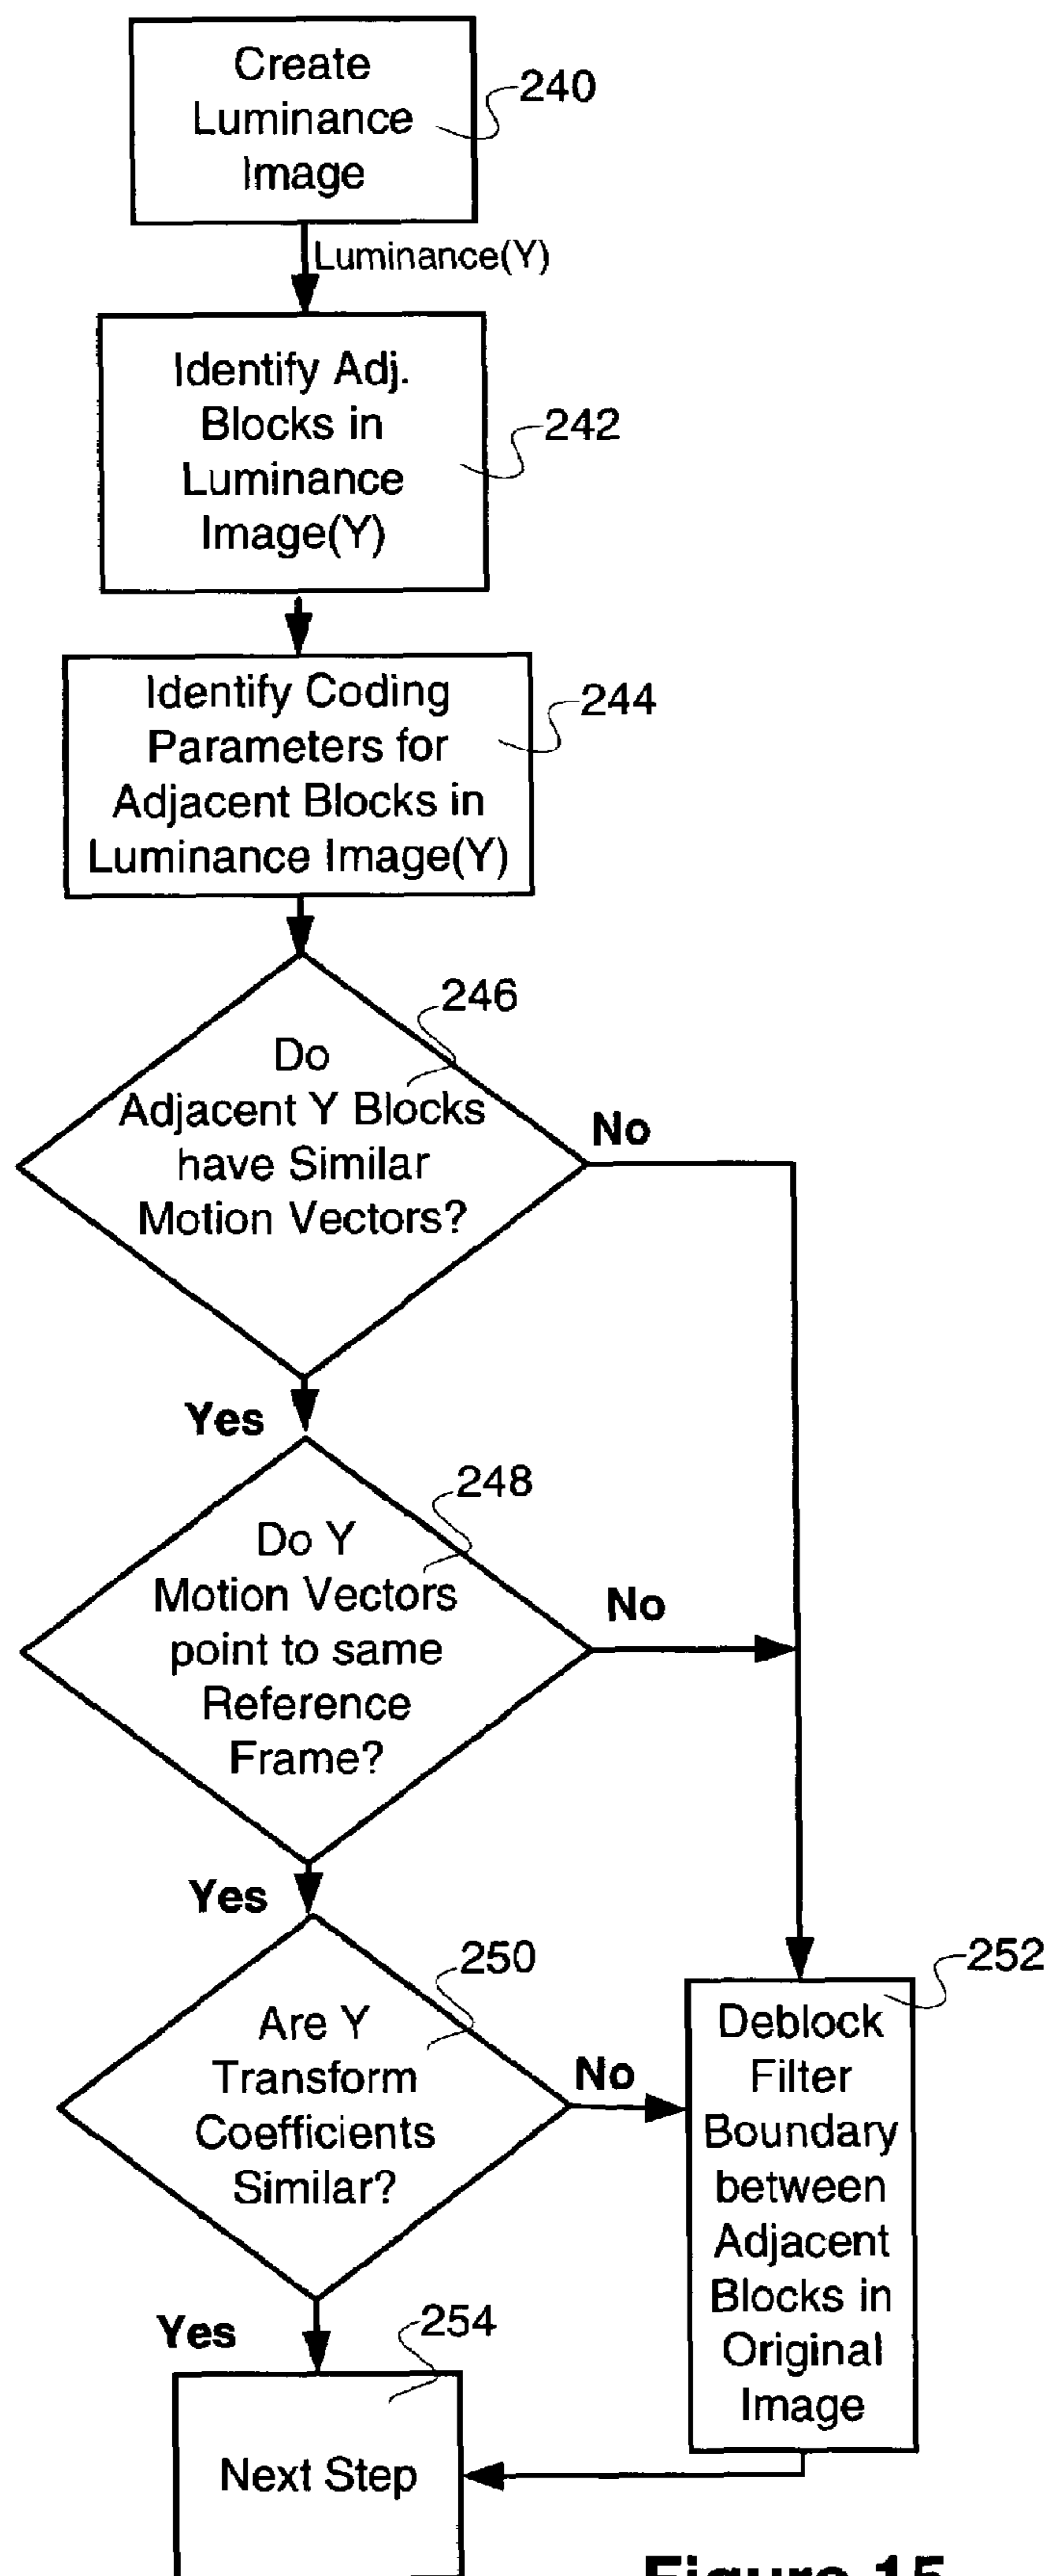 Create
Luminance
Image
240
Luminance(Y)
Identify Adj.
Blocks in
Luminance
Image(Y)
242
Identify Coding
Parameters for
Adjacent Blocks in
Luminance Image(Y)
244
246
Do
Adjacent Y Blocks
have Similar
Motion Vectors?
No
Yes
248
Do Y
Motion Vectors
point to same
Reference
Frame?
No
Yes
250
Are Y
Transform
Coefficients
Similar?
No
252
Deblock
Filter
Boundary
between
Adjacent
Blocks in
Original
Image
Yes
254
Next Step
Figure 15